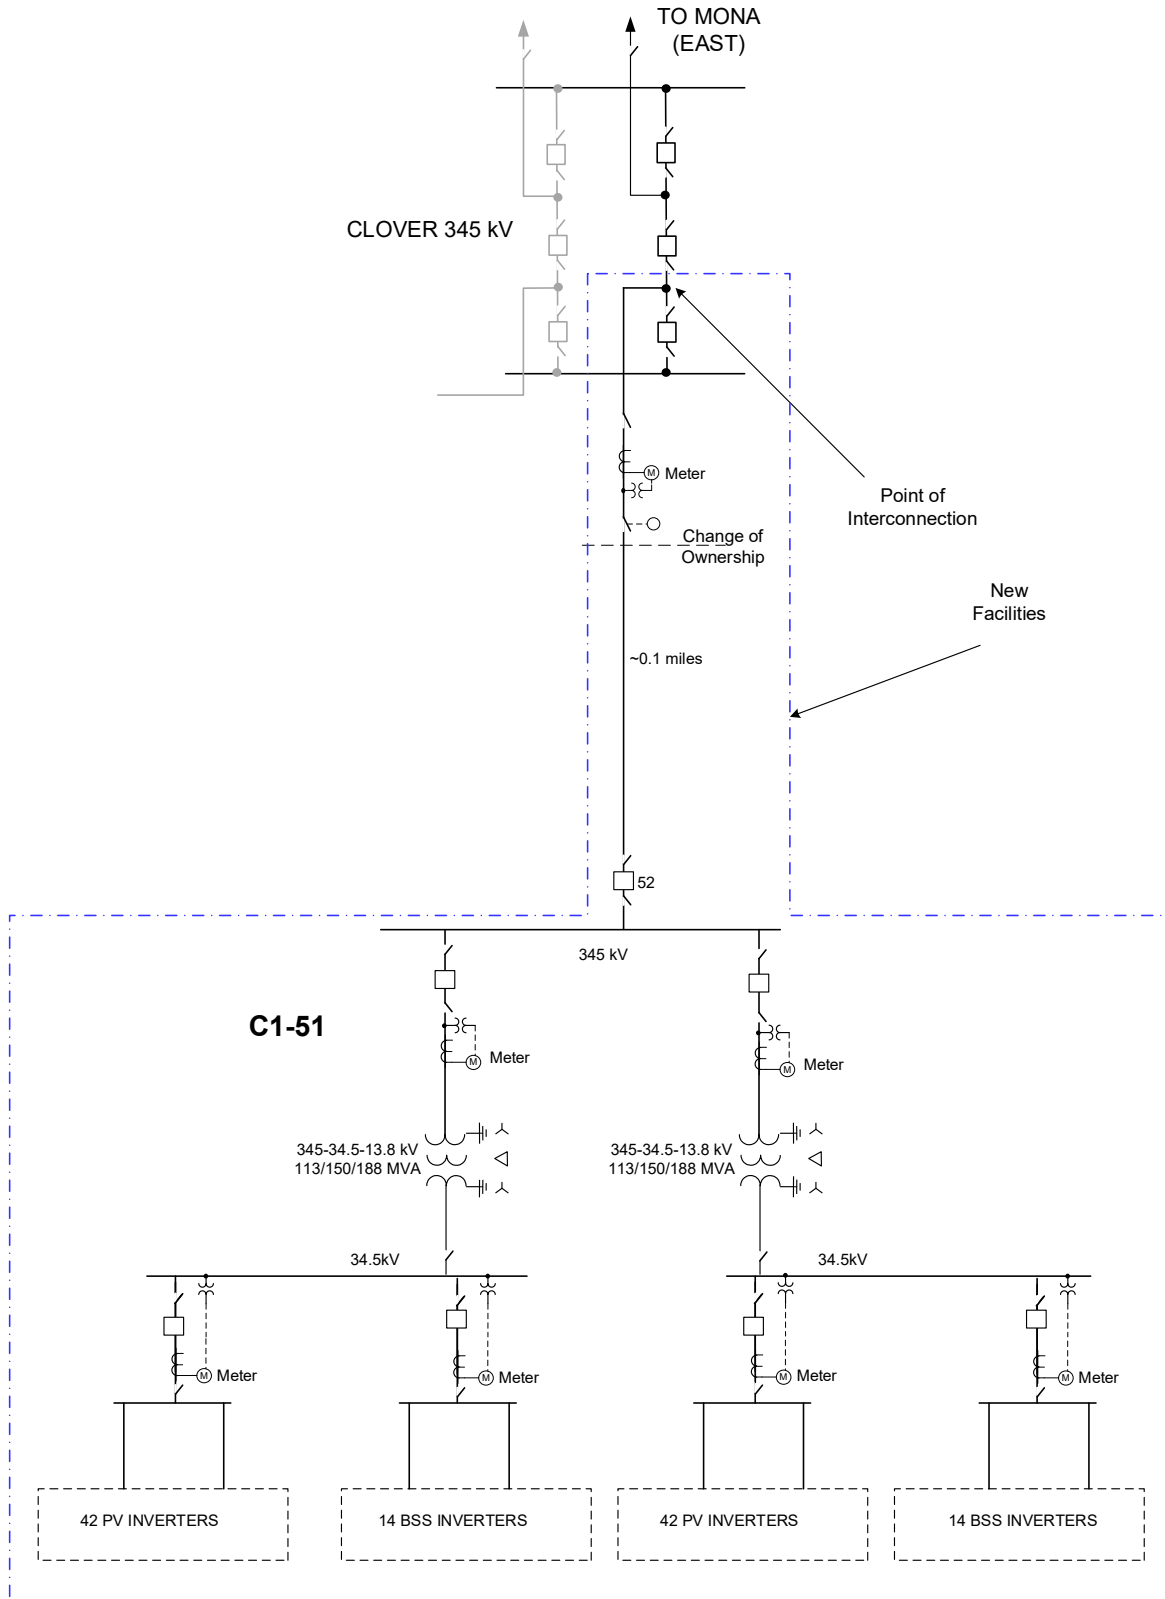 TO MONA
(EAST)
CLOVER 345 kV
M
Meter
Point of
Interconnection
Change of
Ownership
New
Facilities
~0.1 miles
52
345 kV
C1-51
M
Meter
M
Meter
345-34.5-13.8 kV
113/150/188 MVA
345-34.5-13.8 kV
113/150/188 MVA
34.5kV
34.5kV
M
Meter
M
Meter
M
Meter
M
Meter
42 PV INVERTERS
14 BSS INVERTERS
42 PV INVERTERS
14 BSS INVERTERS